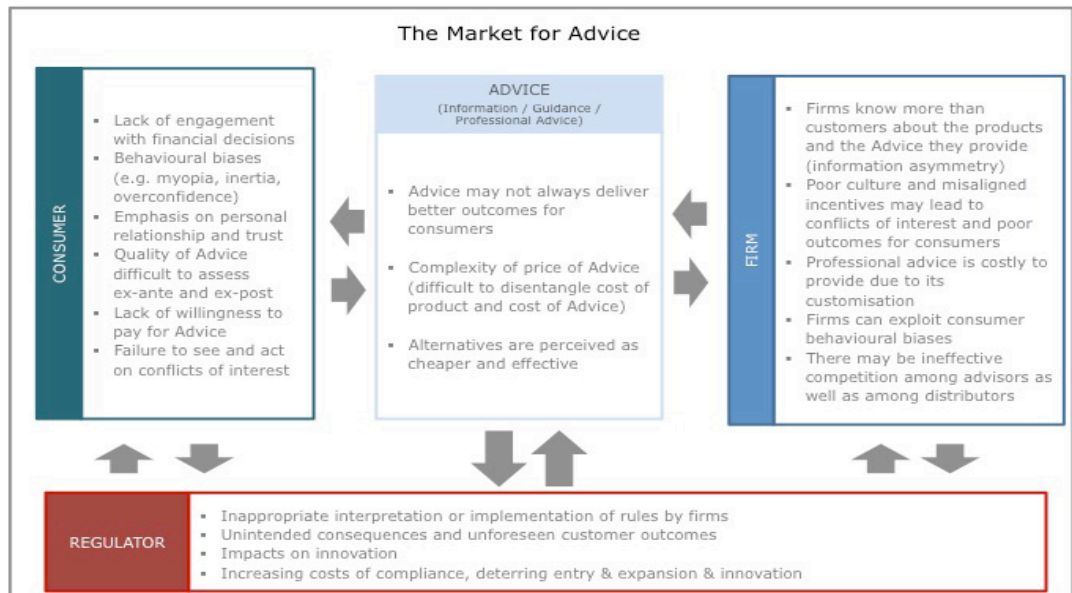 The Market for Advice
CONSUMER
▪ Lack of engagement
with financial decisions
▪ Behavioural biases
(e.g. myopia, inertia,
overconfidence)
▪ Emphasis on personal
relationship and trust
▪ Quality of Advice
difficult to assess
ex-ante and ex-post
▪ Lack of willingness to
pay for Advice
▪ Failure to see and act
on conflicts of interest
ADVICE
(Information / Guidance /
Professional Advice)
▪ Advice may not always deliver
better outcomes for
consumers
▪ Complexity of price of Advice
(difficult to disentangle cost of
product and cost of Advice)
▪ Alternatives are perceived as
cheaper and effective
FIRM
▪ Firms know more than
customers about the products
and the Advice they provide
(information asymmetry)
▪ Poor culture and misaligned
incentives may lead to
conflicts of interest and poor
outcomes for consumers
▪ Professional advice is costly to
provide due to its
customisation
▪ Firms can exploit consumer
behavioural biases
▪ There may be ineffective
competition among advisors as
well as among distributors
REGULATOR
▪ Inappropriate interpretation or implementation of rules by firms
▪ Unintended consequences and unforeseen customer outcomes
▪ Impacts on innovation
▪ Increasing costs of compliance, deterring entry & expansion & innovation